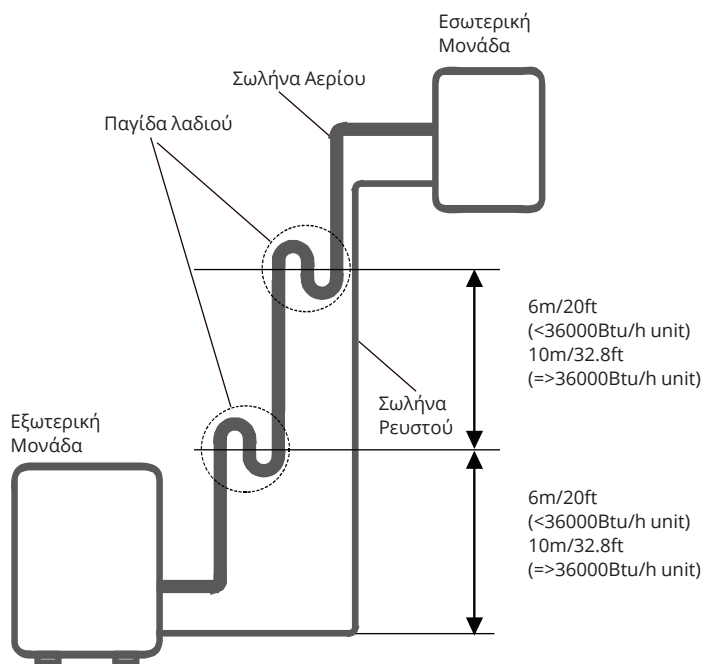 Εσωτερική
Μονάδα
Σωλήνα Αερίου
Παγίδα λαδιού
6m/20ft
(<36000Btu/h unit)
10m/32.8ft
(=>36000Btu/h unit)
Σωλήνα
Ρευστού
Εξωτερική
Μονάδα
6m/20ft
(<36000Btu/h unit)
10m/32.8ft
(=>36000Btu/h unit)